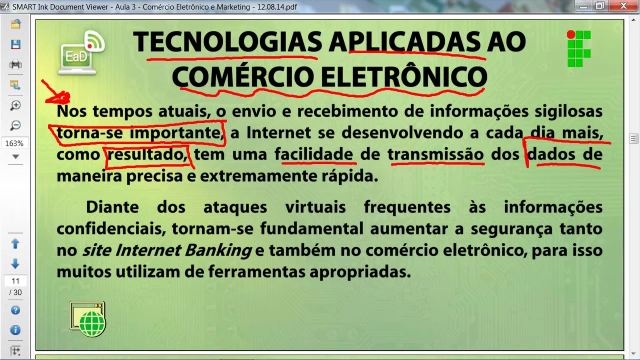 SMART Ink Document Viewer - Aula 3 - Comércio Eletrônico e Marketing - 12.08.14.pdf
EaD
TECNOLOGIAS APLICADAS AO
COMÉRCIO ELETRÔNICO
Nos tempos atuais, o envio e recebimento de informações sigilosas
torna-se importante, a Internet se desenvolvendo a cada dia mais,
como resultado, tem uma facilidade de transmissão dos dados de
maneira precisa e extremamente rápida.
Diante dos ataques virtuais frequentes às informações
confidenciais, tornam-se fundamental aumentar a segurança tanto
no site Internet Banking e também no comércio eletrônico, para isso
muitos utilizam de ferramentas apropriadas.
163%
11
/ 30